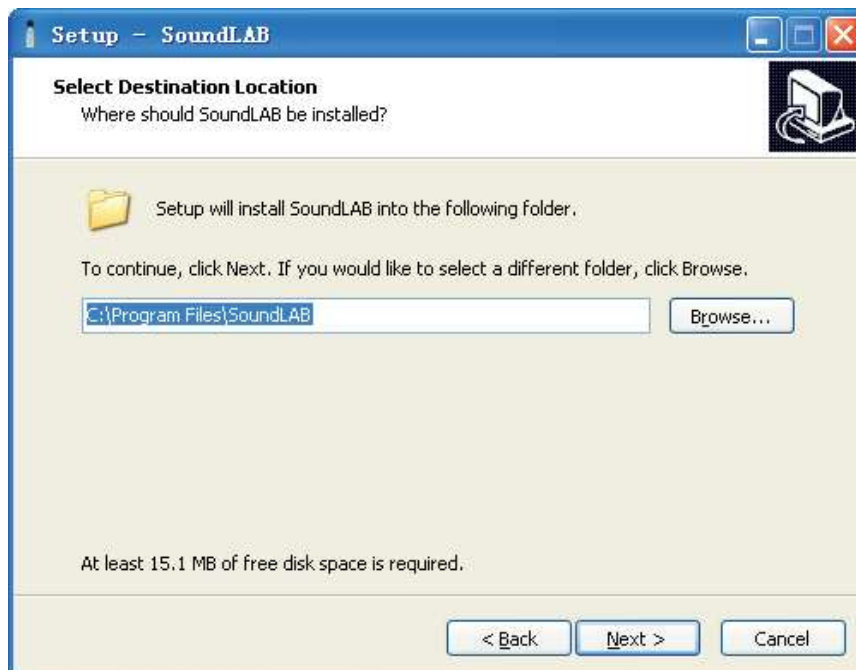 Setup - SoundLAB
Select Destination Location
Where should SoundLAB be installed?
Setup will install SoundLAB into the following folder.
To continue, click Next. If you would like to select a different folder, click Browse.
C:\Program Files\SoundLAB
Browse...
At least 15.1 MB of free disk space is required.
< Back
Next >
Cancel